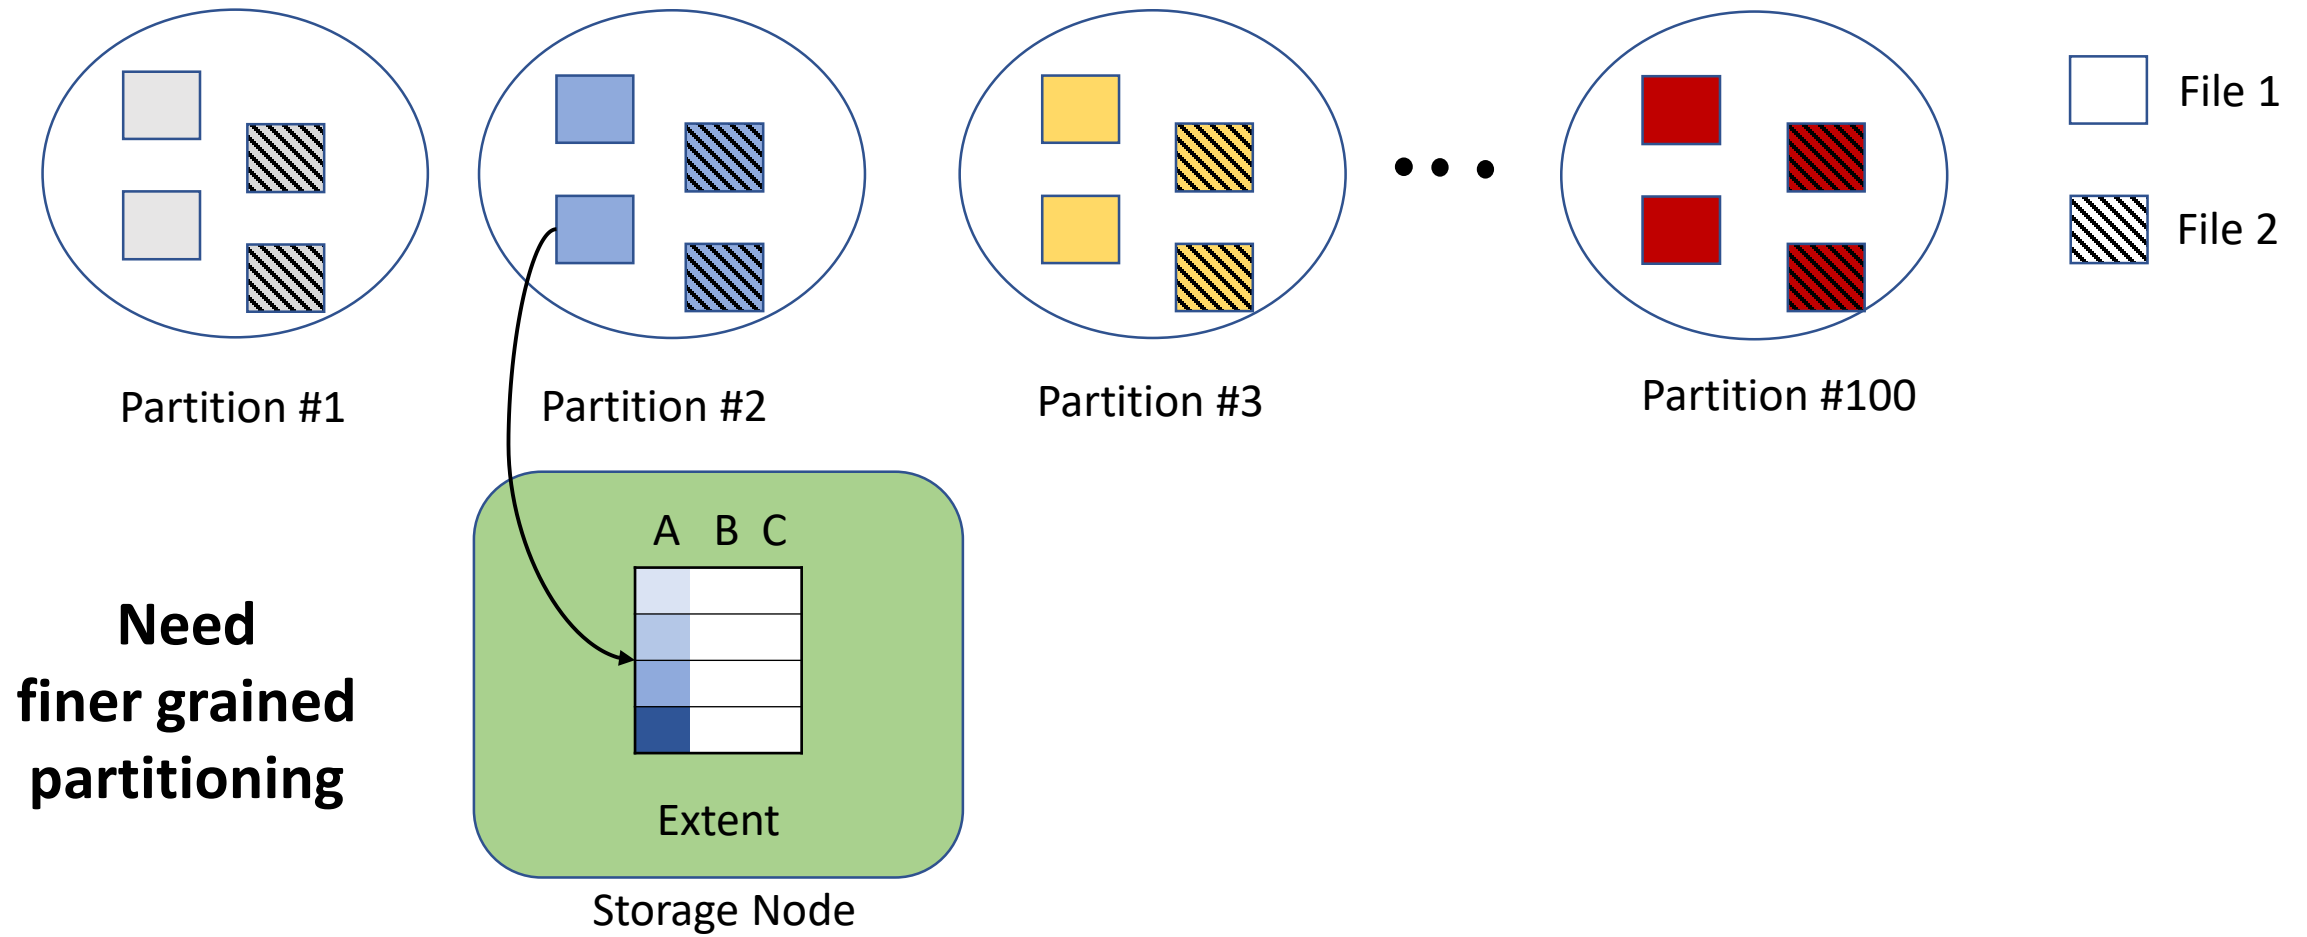 File 1
File 2
Partition #1
Partition #2
Partition #3
Partition #100
A B C
Need
finer grained
partitioning
Extent
Storage Node